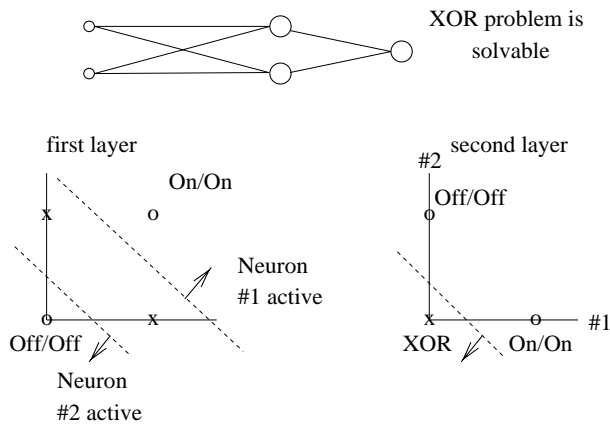 XOR problem is
solvable
first layer
On/On
x
o
Neuron
#1 active
o
x
Off/Off
Neuron
#2 active
second layer
#2
Off/Off
o
x
o
#1
XOR
On/On